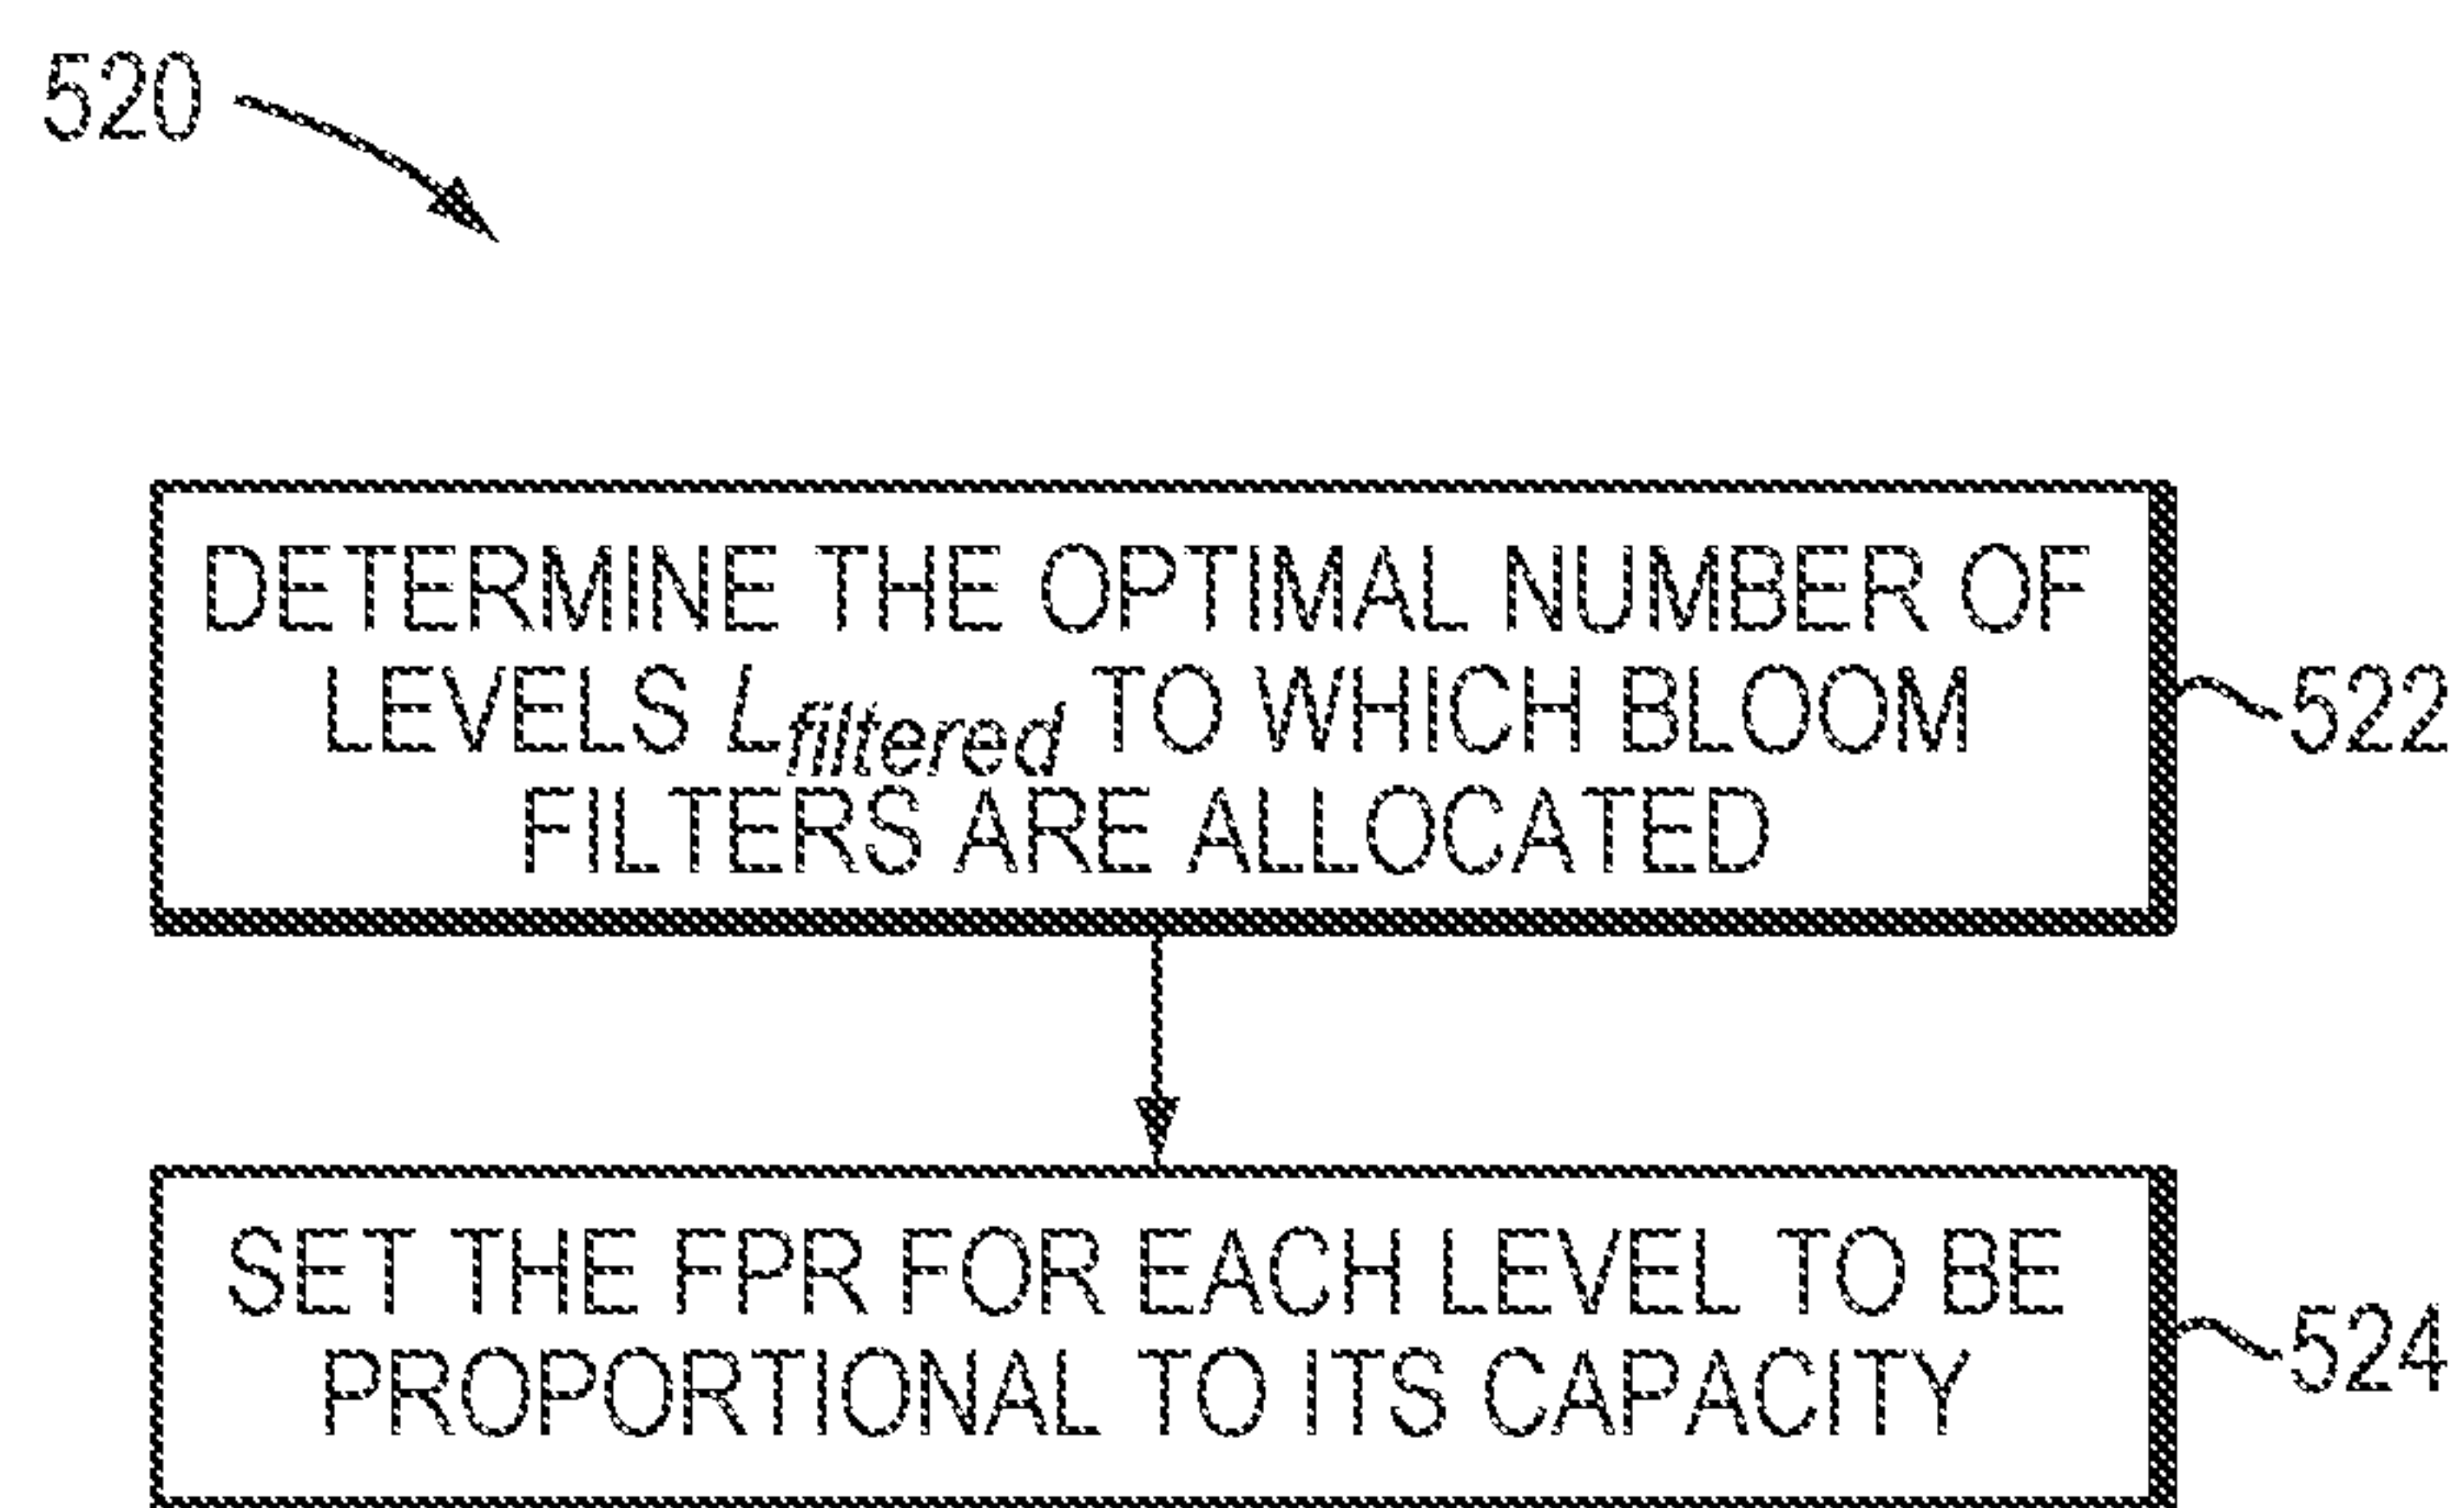 520
DETERMINE THE OPTIMAL NUMBER OF
LEVELS Lfiltered TO WHICH BLOOM
FILTERS ARE ALLOCATED
522
SET THE FPR FOR EACH LEVEL TO BE
PROPORTIONAL TO ITS CAPACITY
524